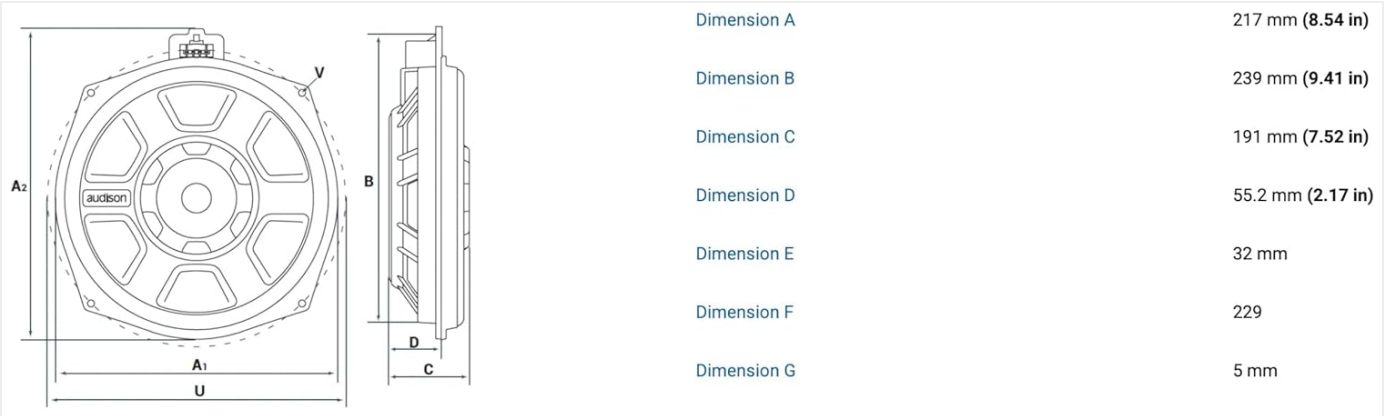 V
A2
audison
B
D
A1
C
U
Dimension A 217 mm (8.54 in)
Dimension B 239 mm (9.41 in)
Dimension C 191 mm (7.52 in)
Dimension D 55.2 mm (2.17 in)
Dimension E 32 mm
Dimension F 229
Dimension G 5 mm